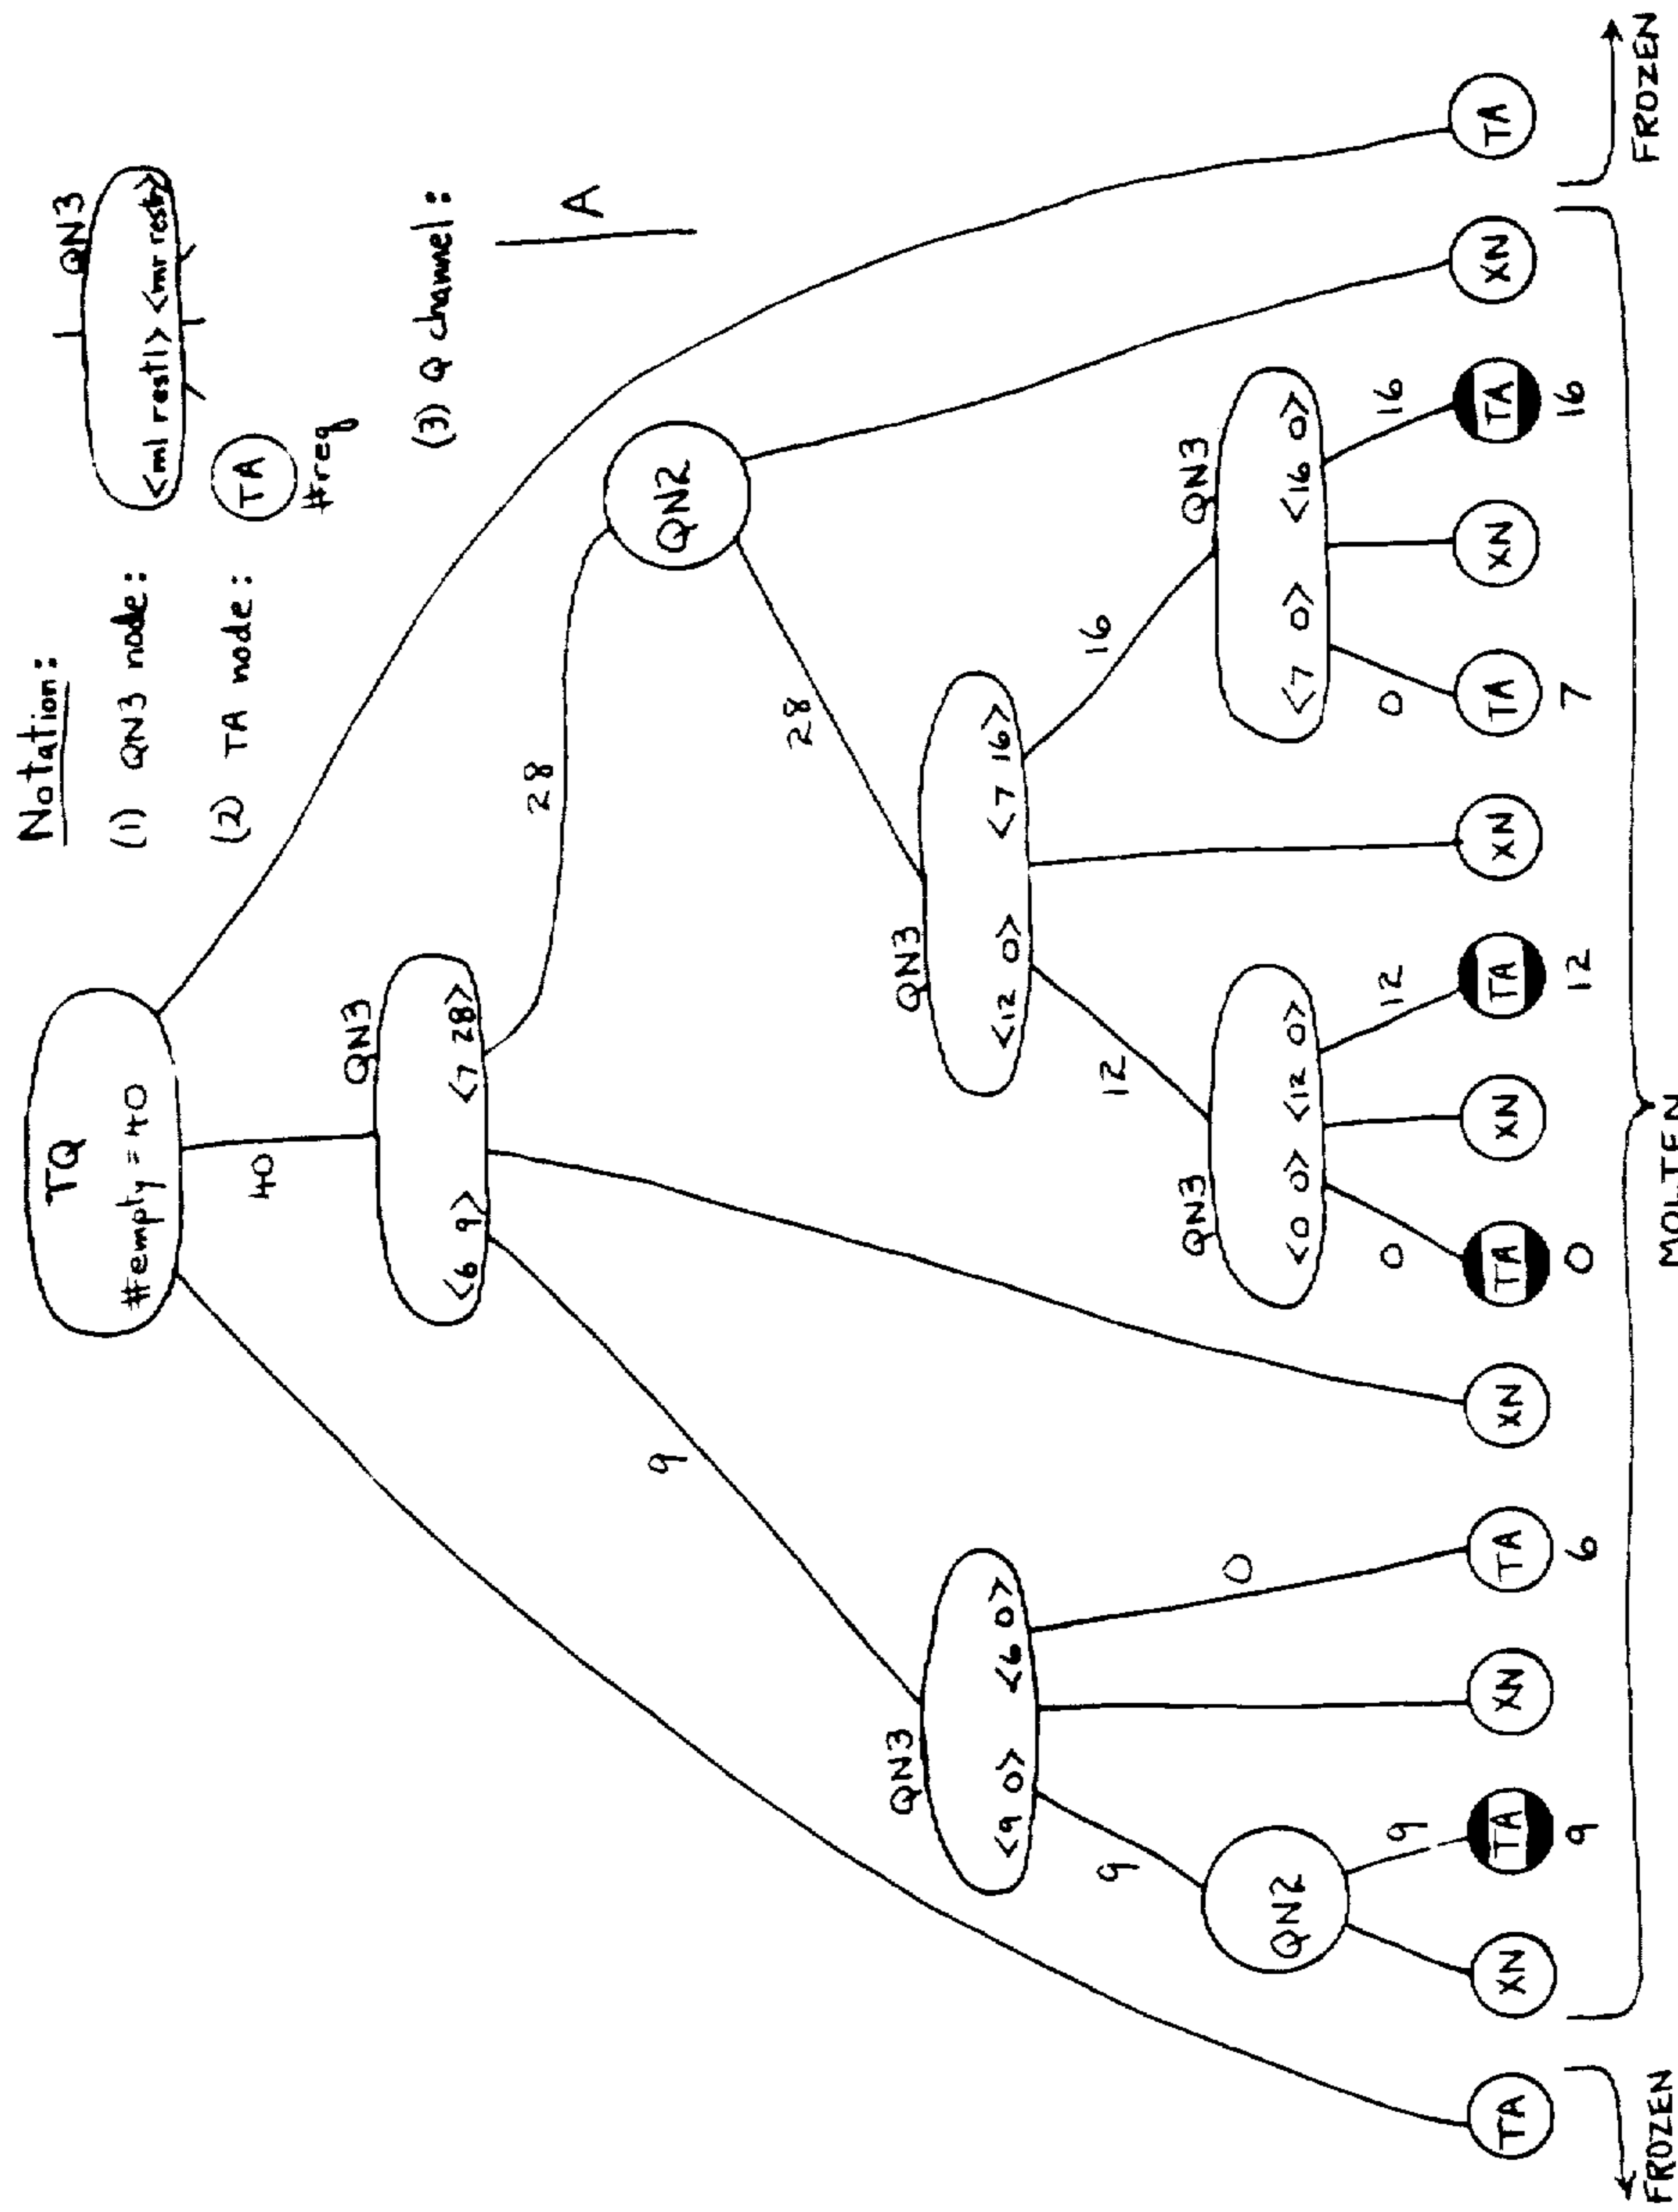 Notation:
(1) QN3 node:
QN3
<ml restl> <mr restr>
(2) TA node:
TA
#req
(3) Q channel:
A
TQ
#empty = 40
40
QN3
<6 9> <7 28>
9
28
QN2
28
QN3
<9 0> <6 0>
QN3
<12 0> <7 16>
9
0
12
16
QN2
QN3
<0 0> <12 0>
QN3
<7 0> <16 0>
9
0
12
0
16
TA
XN
TA
XN
TA
XN
TA
XN
TA
XN
TA
XN
TA
XN
TA
9
6
0
12
7
16
FROZEN
MOLTEN
FROZEN